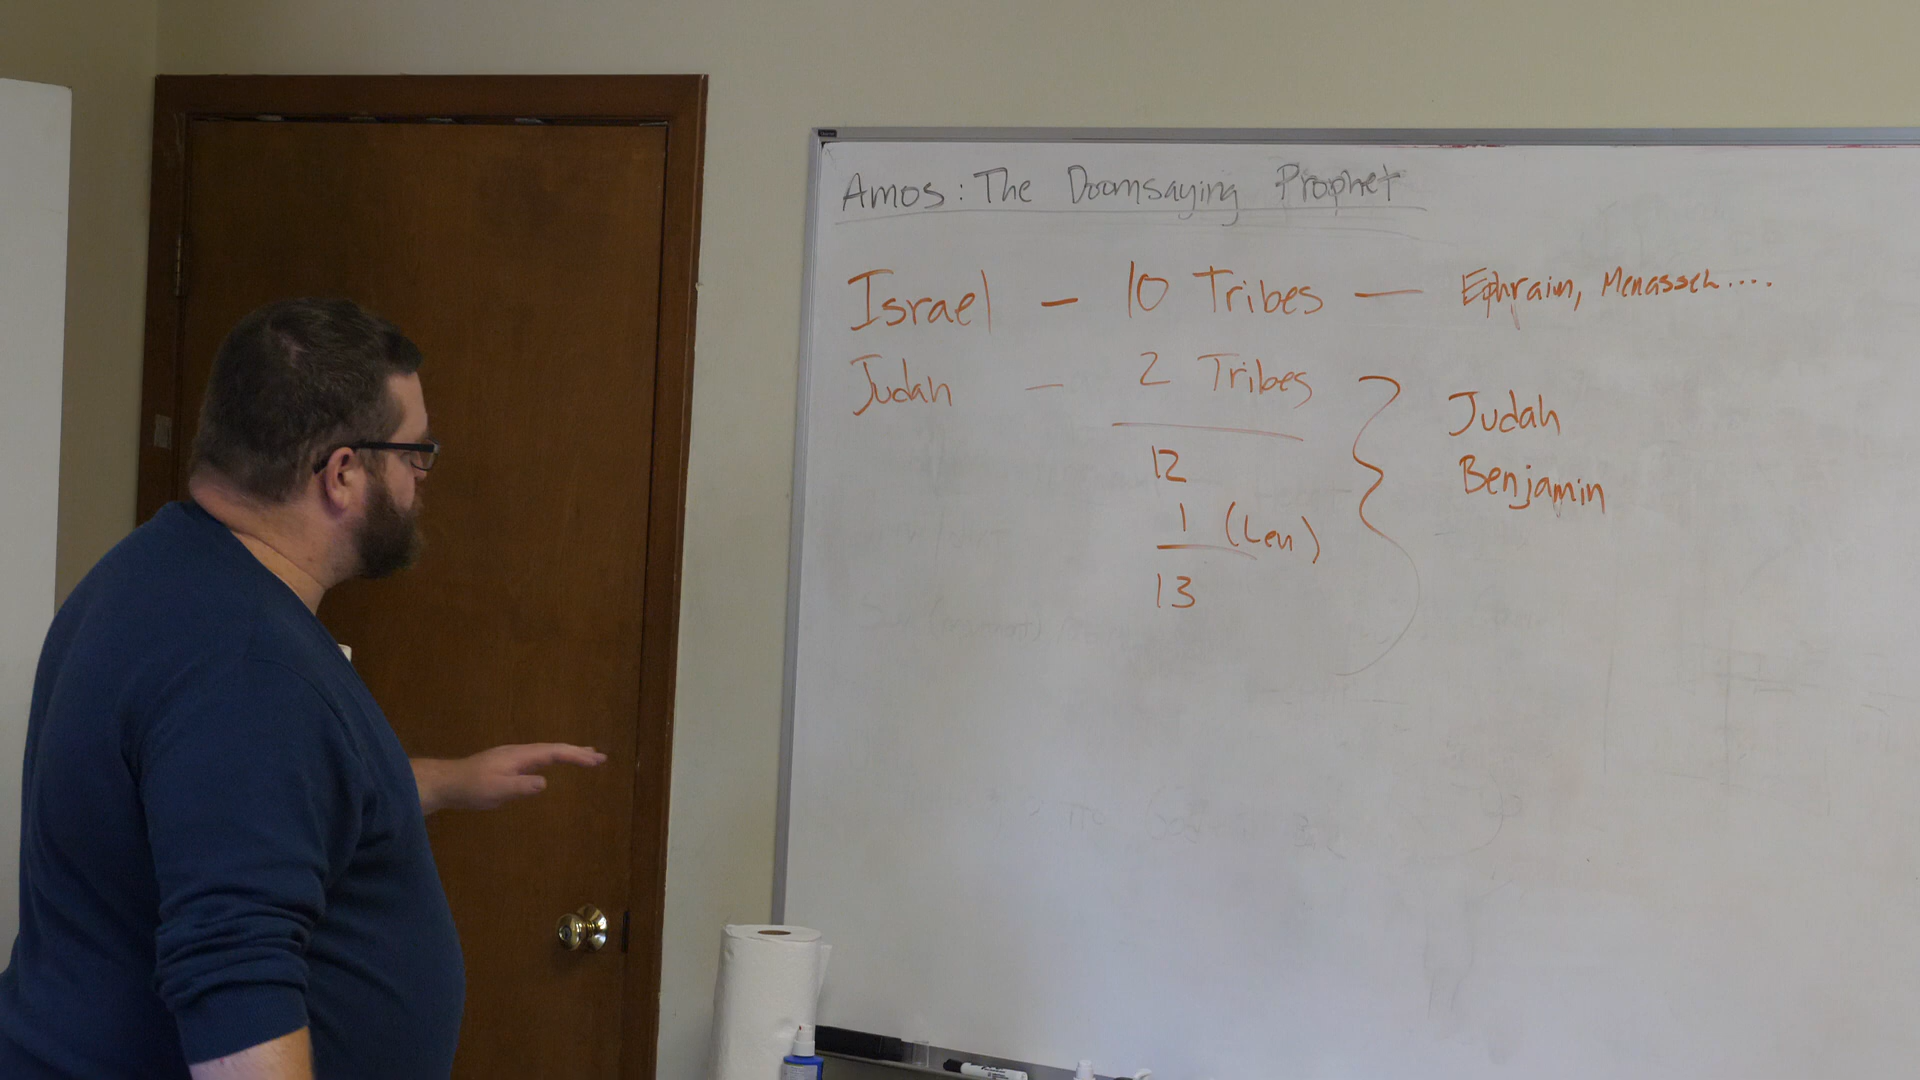 Amos: The Doomsaying Prophet
Israel - 10 Tribes - Ephraim, Menasseh....
Judah - 2 Tribes
Judah
Benjamin
12
1 (Levi)
13